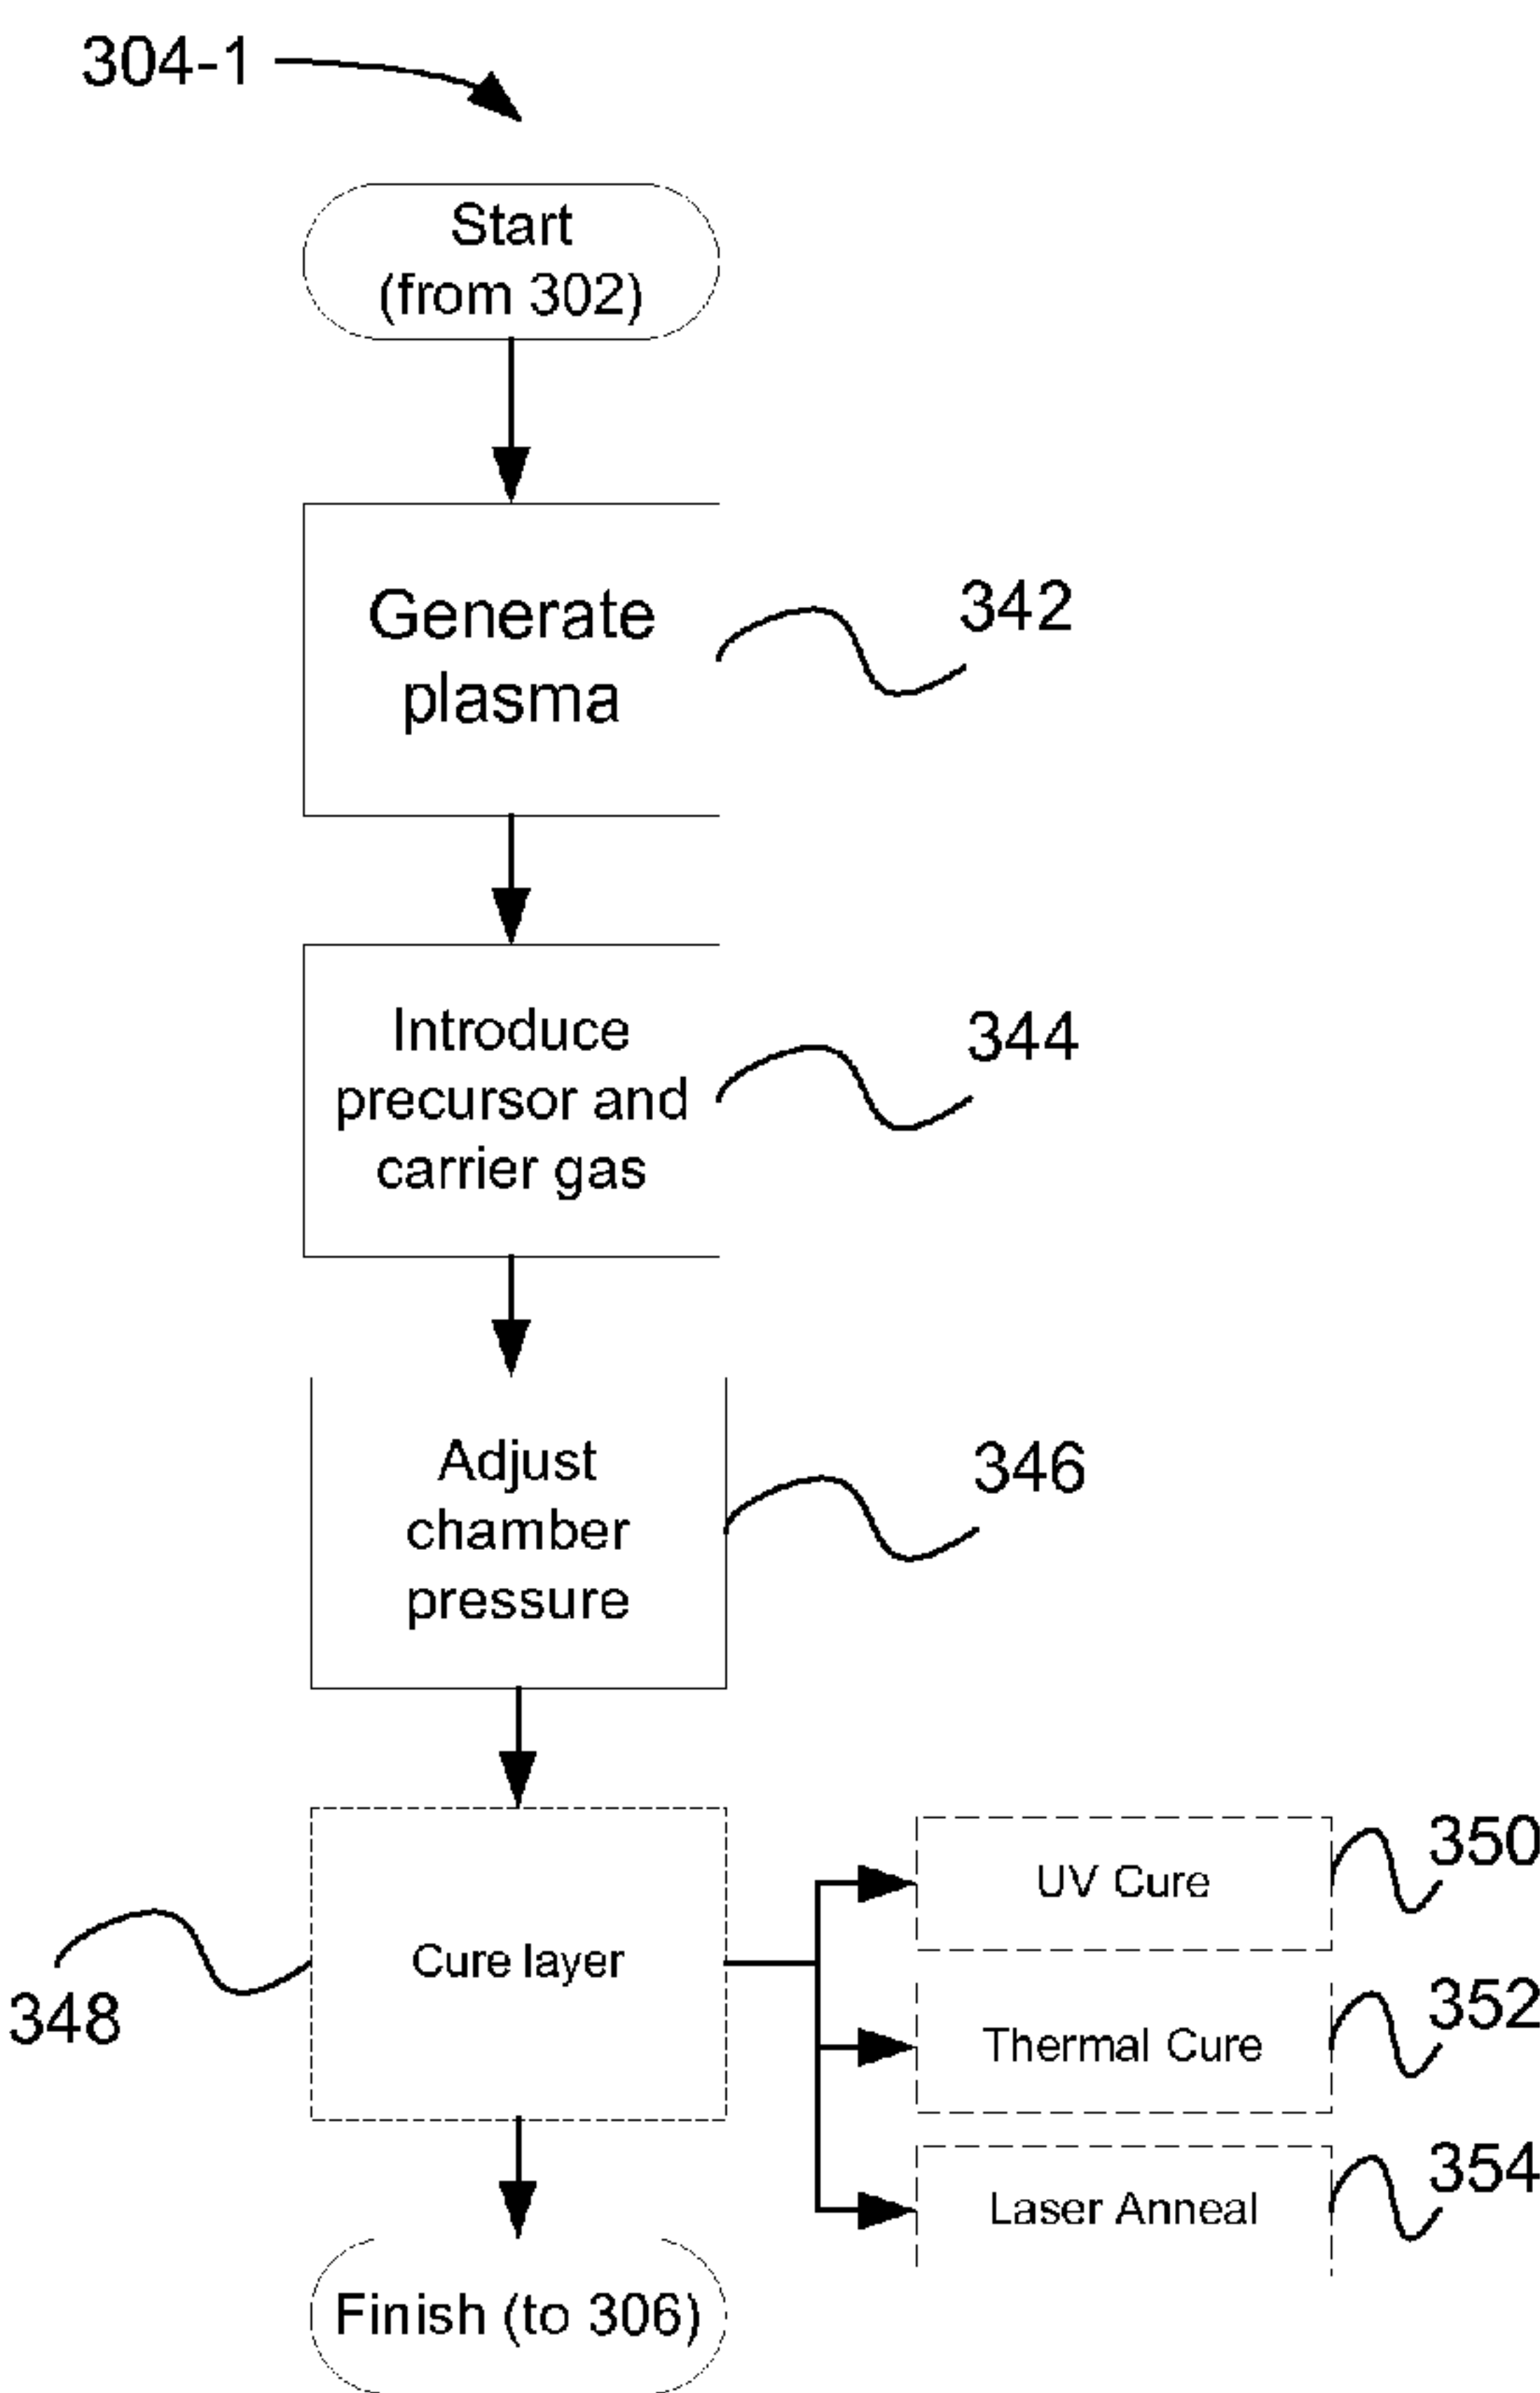 304-1
Start
(from 302)
Generate
plasma
342
Introduce
precursor and
carrier gas
344
Adjust
chamber
pressure
346
Cure layer
348
UV Cure
350
Thermal Cure
352
Laser Anneal
354
Finish (to 306)